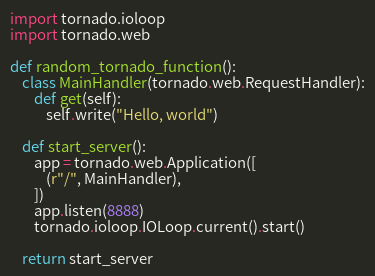 import tornado.ioloop
import tornado.web

def random_tornado_function():
    class MainHandler(tornado.web.RequestHandler):
        def get(self):
            self.write("Hello, world")

    def start_server():
        app = tornado.web.Application([
            (r"/", MainHandler),
        ])
        app.listen(8888)
        tornado.ioloop.IOLoop.current().start()

    return start_server